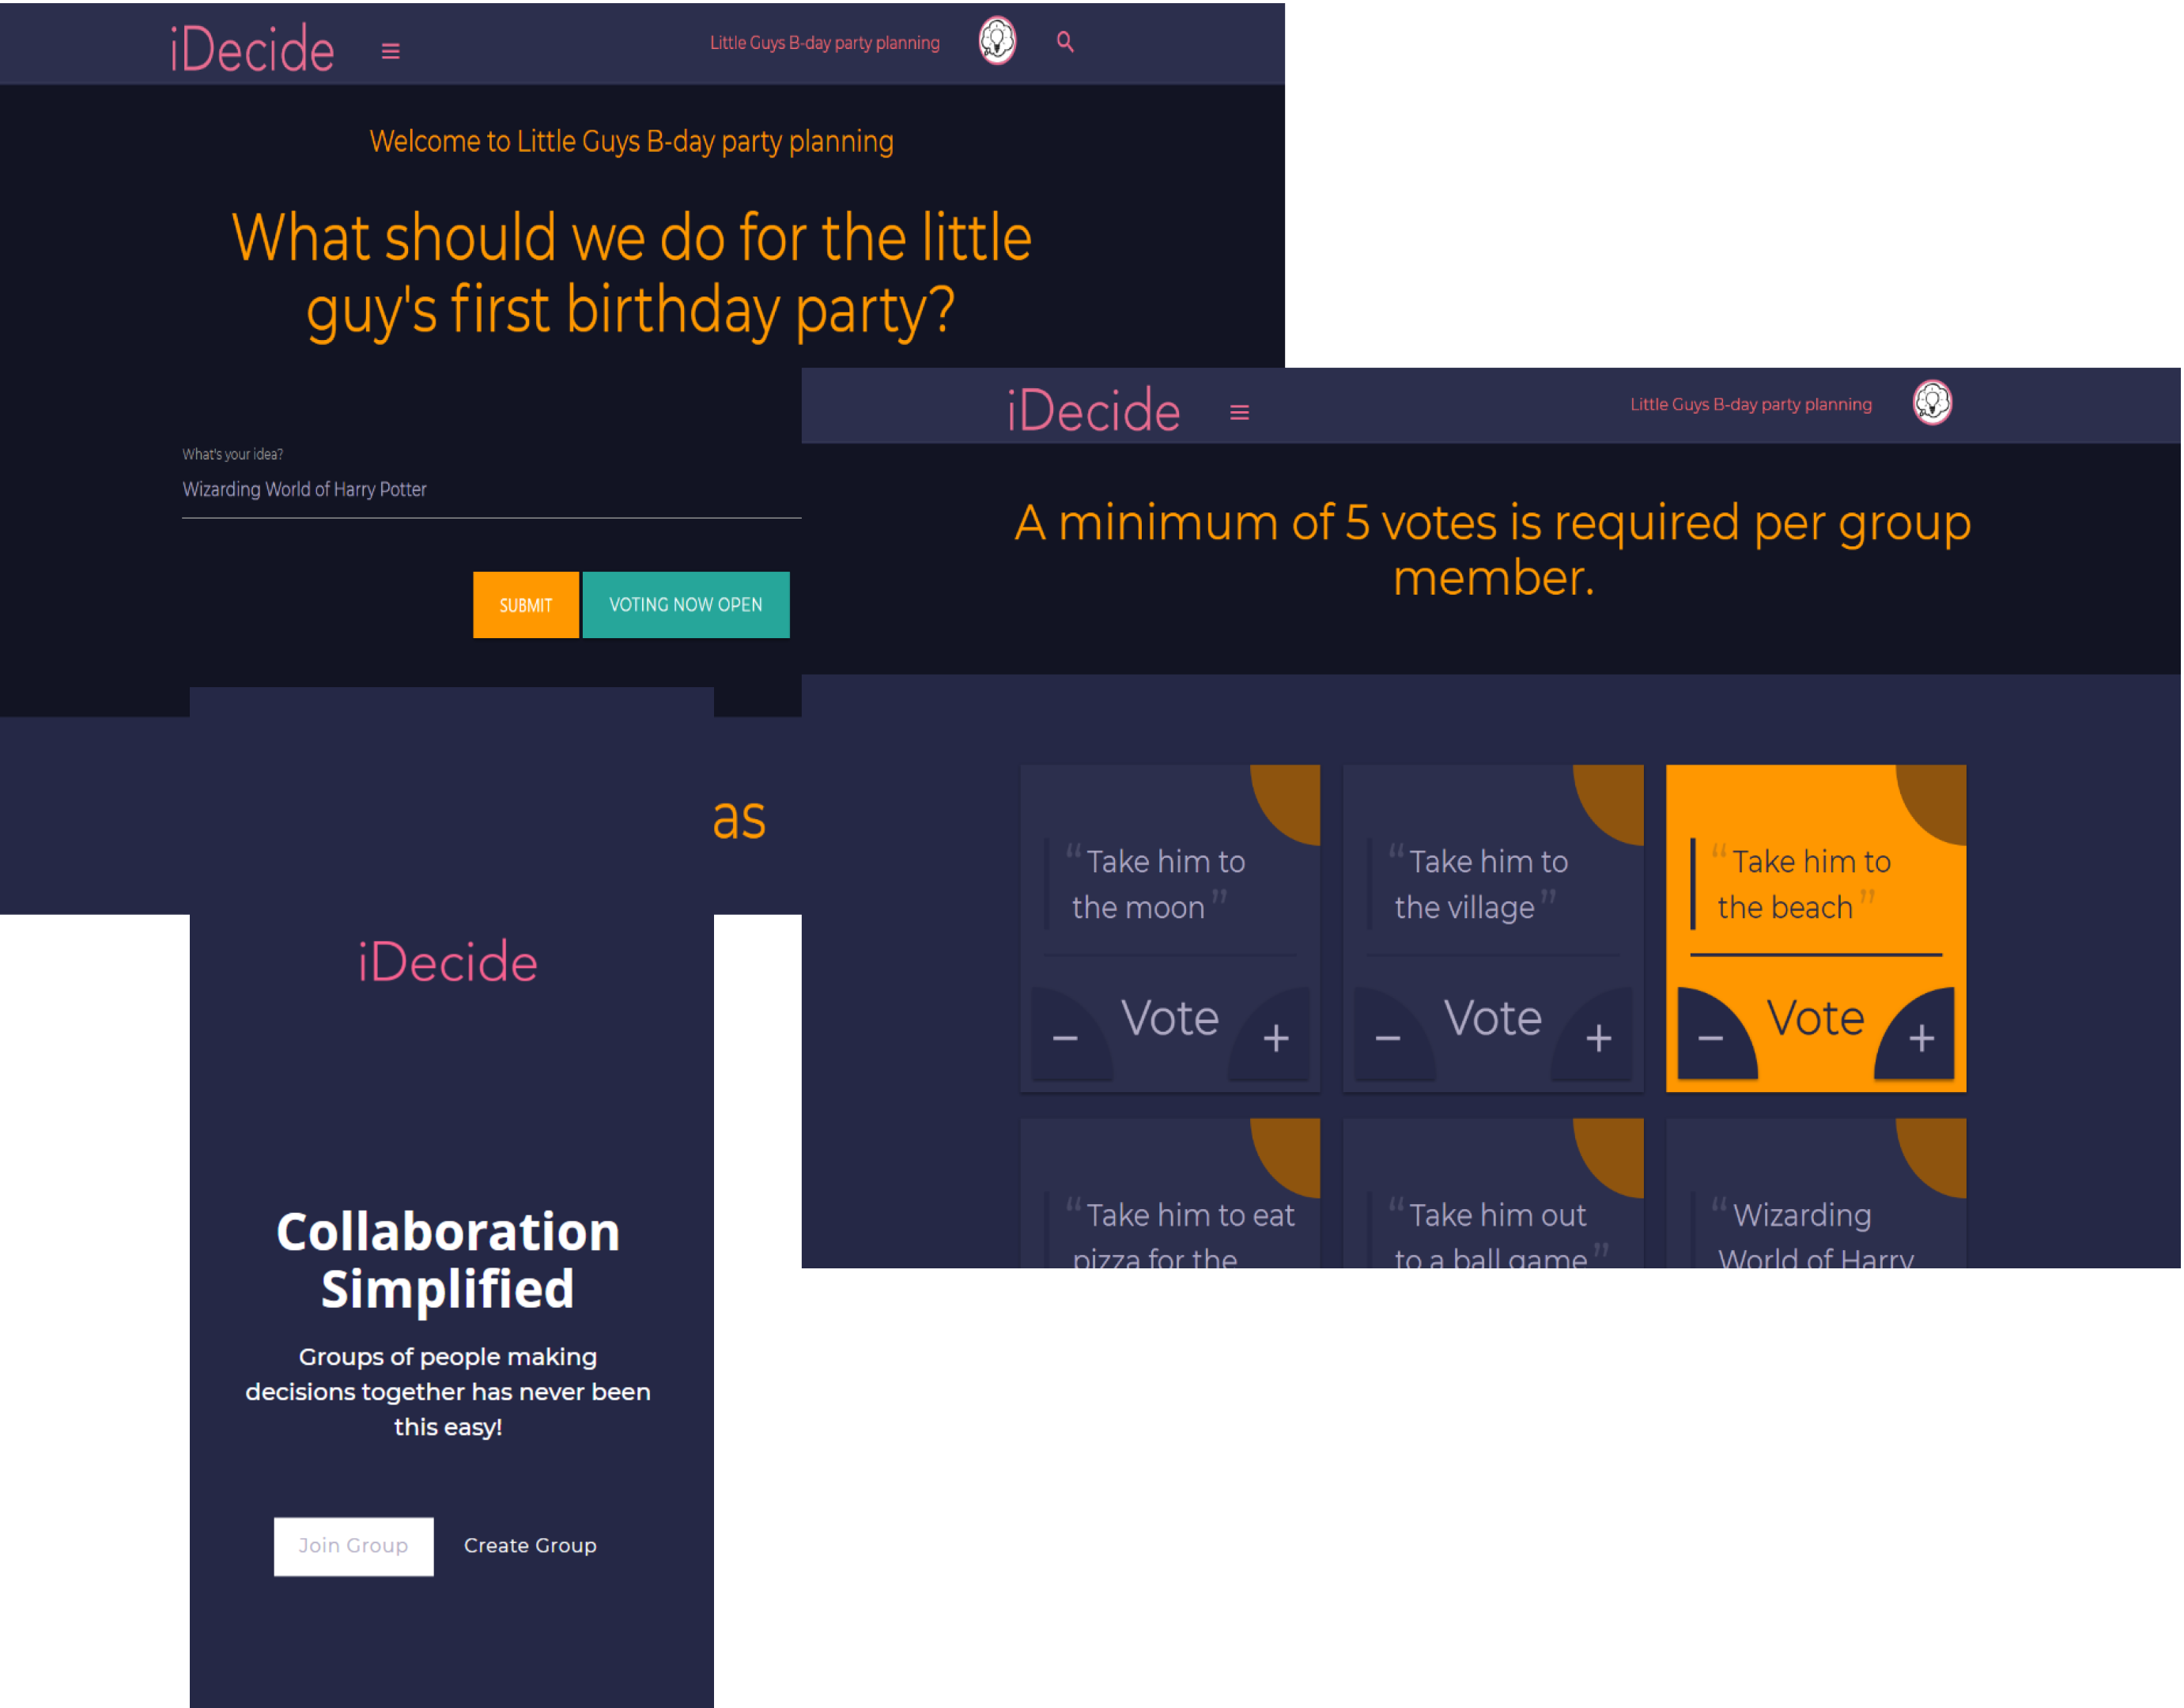 iDecide
Little Guys B-day party planning
Welcome to Little Guys B-day party planning
What should we do for the little
guy's first birthday party?
What's your idea?
Wizarding World of Harry Potter
SUBMIT
VOTING NOW OPEN
as
iDecide
Little Guys B-day party planning
A minimum of 5 votes is required per group
member.
“Take him to
the moon”
Vote
− +
“Take him to
the village”
Vote
− +
“Take him to
the beach”
Vote
− +
“Take him to eat
pizza for the
“Take him out
to a ball game”
“Wizarding
World of Harry
iDecide
Collaboration
Simplified
Groups of people making
decisions together has never been
this easy!
Join Group
Create Group